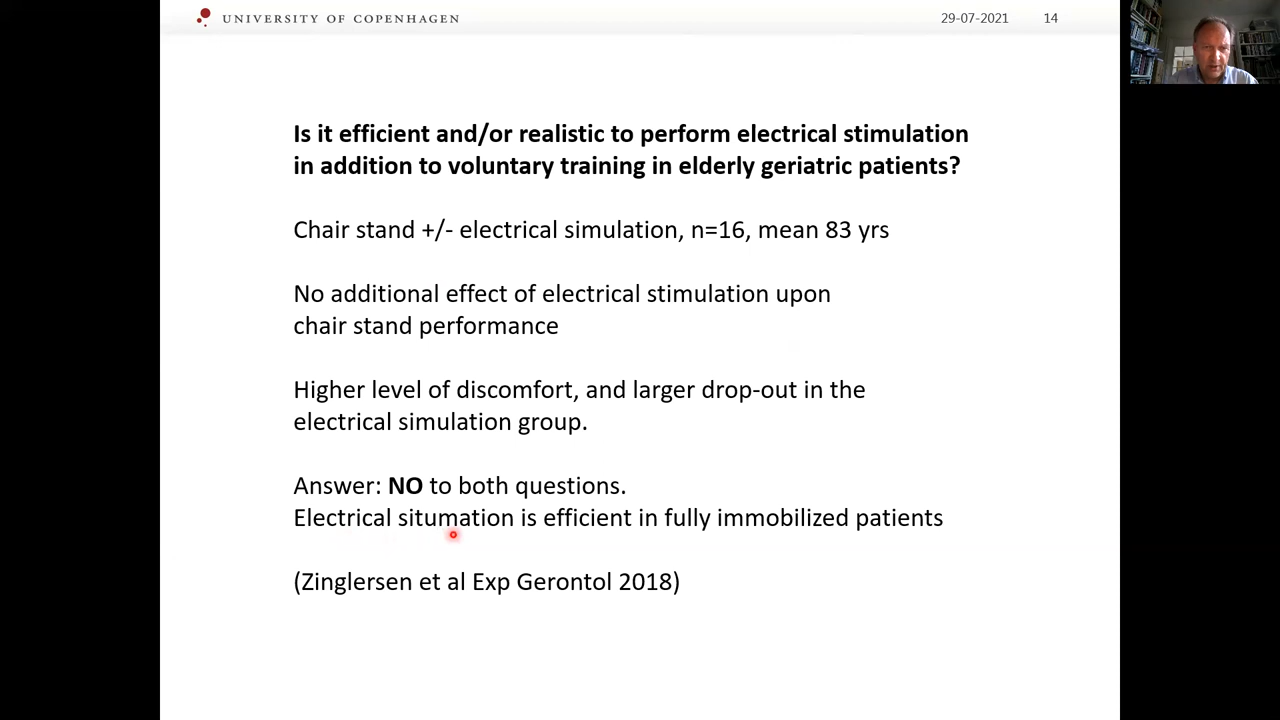 UNIVERSITY OF COPENHAGEN
29-07-2021 14
Is it efficient and/or realistic to perform electrical stimulation
in addition to voluntary training in elderly geriatric patients?
Chair stand +/- electrical simulation, n=16, mean 83 yrs
No additional effect of electrical stimulation upon
chair stand performance
Higher level of discomfort, and larger drop-out in the
electrical simulation group.
Answer: NO to both questions.
Electrical situmation is efficient in fully immobilized patients
(Zinglersen et al Exp Gerontol 2018)